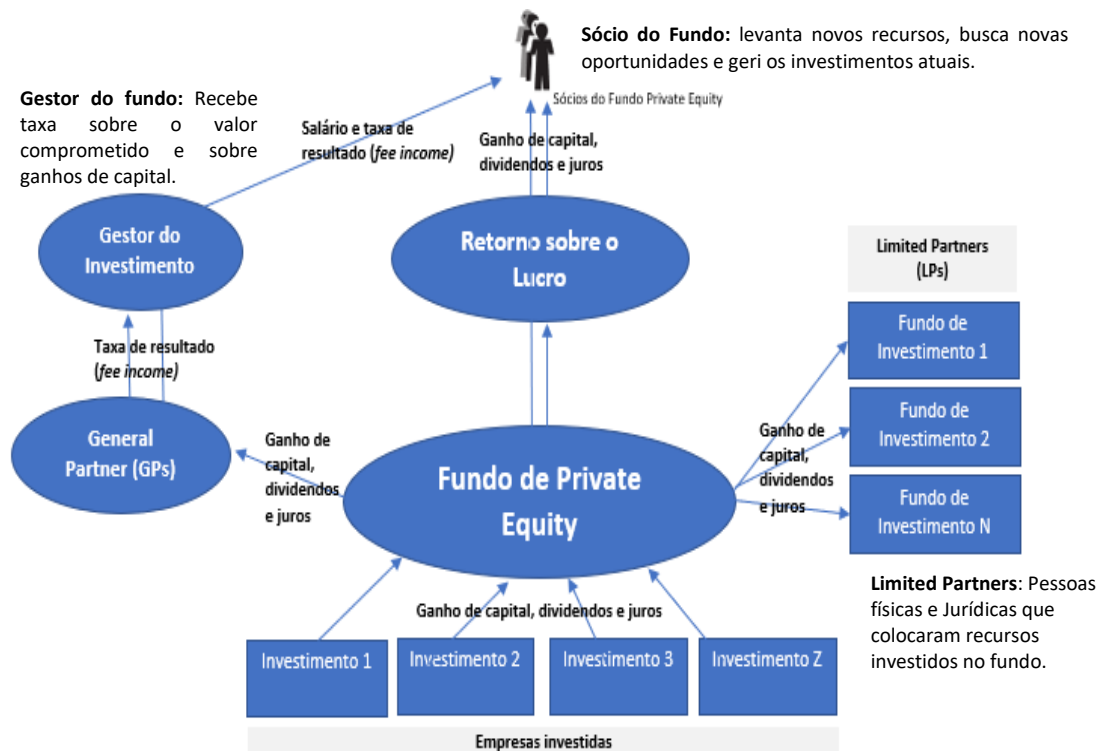 Sócio do Fundo: levanta novos recursos, busca novas
oportunidades e geri os investimentos atuais.
Sócios do Fundo Private Equity
Gestor do fundo: Recebe
taxa sobre o valor
comprometido e sobre
ganhos de capital.
Salário e taxa de
resultado (fee income)
Ganho de capital,
dividendos e juros
Gestor do
Investimento
Retorno sobre o
Lucro
Limited Partners
(LPs)
Fundo de
Investimento 1
Taxa de resultado
(fee income)
Fundo de
Investimento 2
General
Partner (GPs)
Ganho de
capital,
dividendos
e juros
Fundo de Private
Equity
Ganho de
capital,
dividendos
e juros
Fundo de
Investimento N
Limited Partners: Pessoas
físicas e Jurídicas que
colocaram recursos
investidos no fundo.
Ganho de capital, dividendos e juros
Investimento 1
Investimento 2
Investimento 3
Investimento Z
Empresas investidas